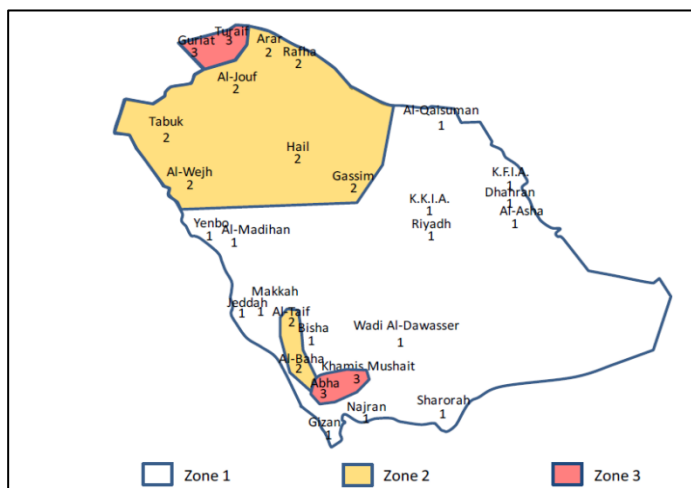 Turaif
Guriat
3
3
Arar
2
Rafha
2
Al-Jouf
2
Al-Qaisuman
1
Tabuk
2
Hail
2
Al-Wejh
2
Gassim
2
K.F.I.A.
1
Dhahran
1
Al-Asha
1
K.K.I.A.
1
Riyadh
1
Yenbo
1
Al-Madihan
1
Makkah
1
Jeddah
1
Al-Taif
2
Bisha
1
Wadi Al-Dawasser
1
Al-Baha
2
Khamis Mushait
3
Abha
3
Najran
1
Sharorah
1
Gizan
1
Zone 1
Zone 2
Zone 3